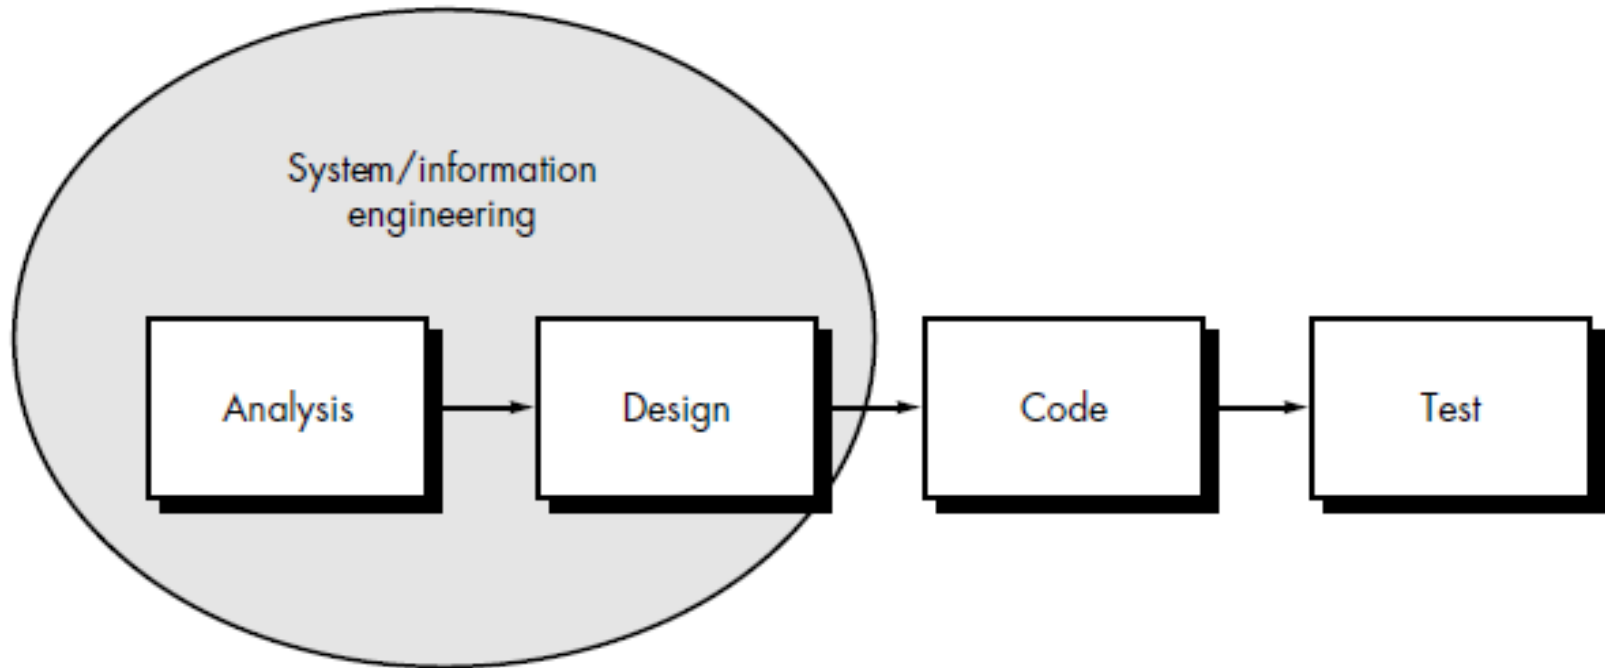 System/information
engineering
Analysis
Design
Code
Test